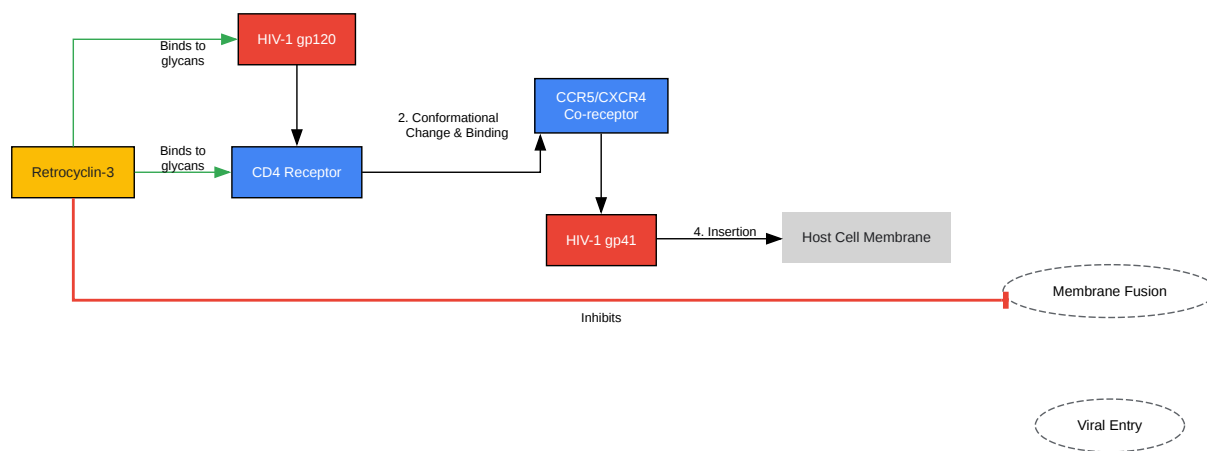 HIV-1 gp120
Binds to
glycans
CCR5/CXCR4
Co-receptor
2. Conformational
Change & Binding
Binds to
glycans
Retrocyclin-3
CD4 Receptor
4. Insertion
HIV-1 gp41
Host Cell Membrane
Membrane Fusion
Inhibits
Viral Entry